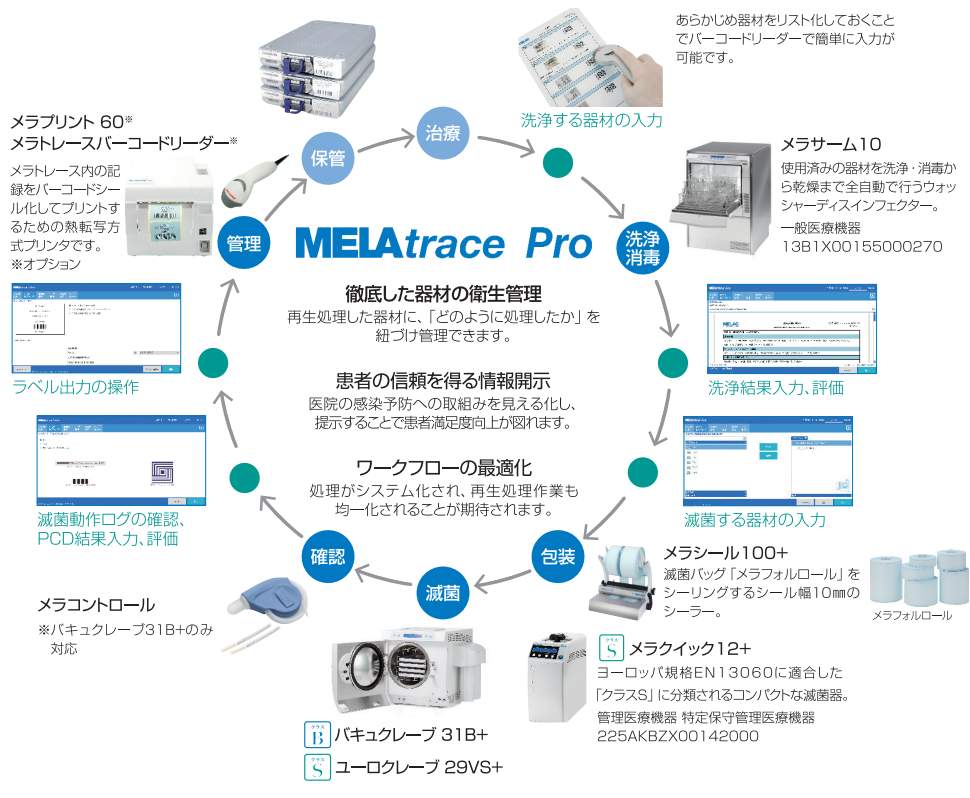 あらかじめ器材をリスト化しておくこと
でバーコードリーダーで簡単に入力が
可能です。
洗浄する器材の入力
治療
保管
メラプリント 60※
メラトレースバーコードリーダー※
メラトレース内の記
録をバーコードシー
ル化してプリントす
るための熱転写方
式プリンタです。
※オプション
管理
MELAtrace Pro
洗浄
消毒
メラサーム10
使用済みの器材を洗浄・消毒か
ら乾燥まで全自動で行うウォッ
シャーディスインフェクター。
一般医療機器
13B1X00155000270
徹底した器材の衛生管理
再生処理した器材に、「どのように処理したか」を
紐づけ管理できます。
患者の信頼を得る情報開示
医院の感染予防への取組みを見える化し、
提示することで患者満足度向上が図れます。
ワークフローの最適化
処理がシステム化され、再生処理作業も
均一化されることが期待されます。
ラベル出力の操作
MELAG
洗浄結果入力、評価
滅菌動作ログの確認、
PCD結果入力、評価
滅菌する器材の入力
確認
滅菌
包装
メラシール100+
滅菌バッグ「メラフォルロール」を
シーリングするシール幅10㎜の
シーラー。
メラフォルロール
メラコントロール
※バキュクレーブ31B+のみ
対応
クラス
S
メラクイック12+
ヨーロッパ規格EN13060に適合した
「クラスS」に分類されるコンパクトな滅菌器。
管理医療機器 特定保守管理医療機器
225AKBZX00142000
クラス
B
バキュクレーブ 31B+
クラス
S
ユーロクレーブ 29VS+